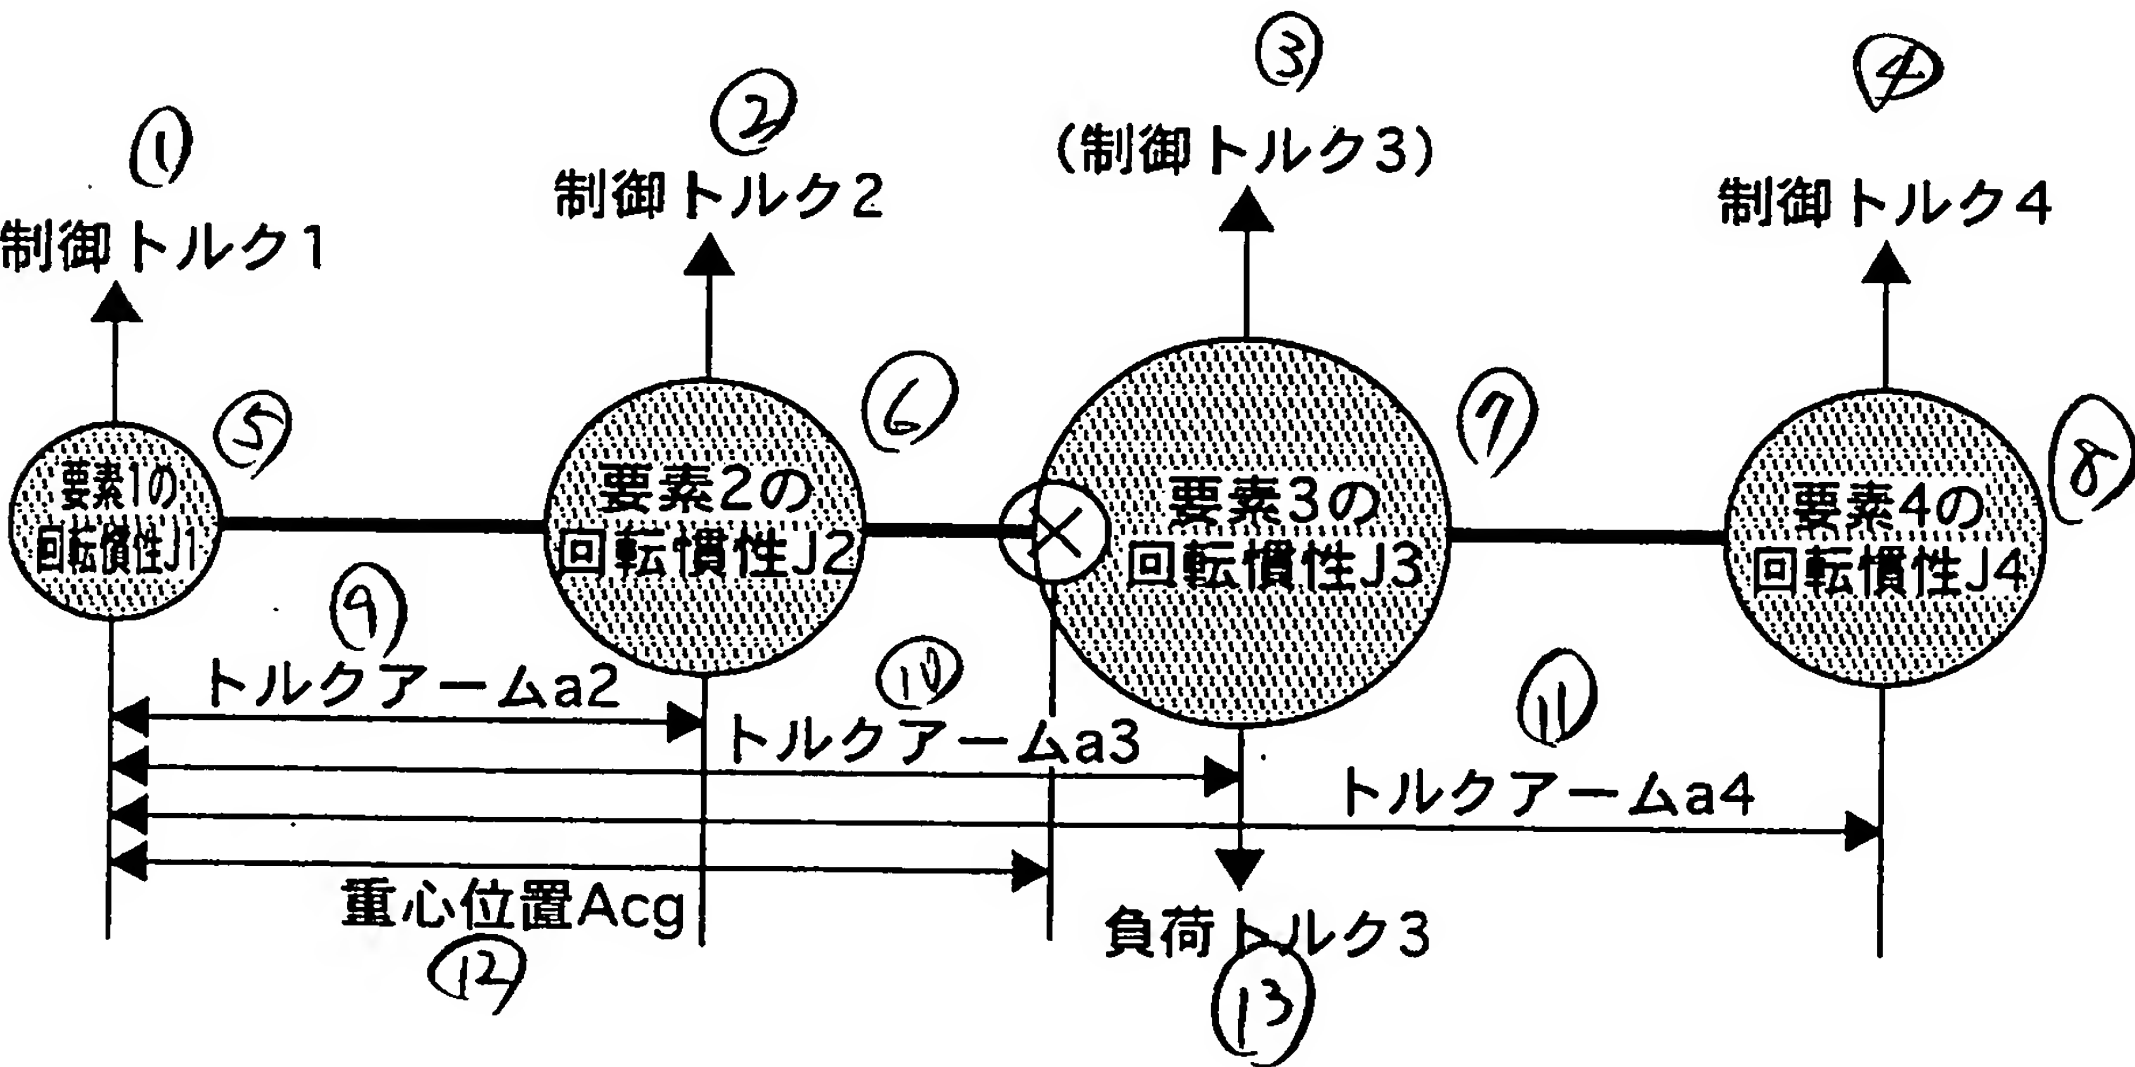 ③
④
②
①
(制御トルク3)
制御トルク2
制御トルク4
制御トルク1
⑤
⑥
⑦
⑧
要素1の
回転慣性J1
要素2の
回転慣性J2
要素3の
回転慣性J3
要素4の
回転慣性J4
⑨
⑩
⑪
トルクアームa2
トルクアームa3
トルクアームa4
重心位置Acg
負荷トルク3
⑫
⑬